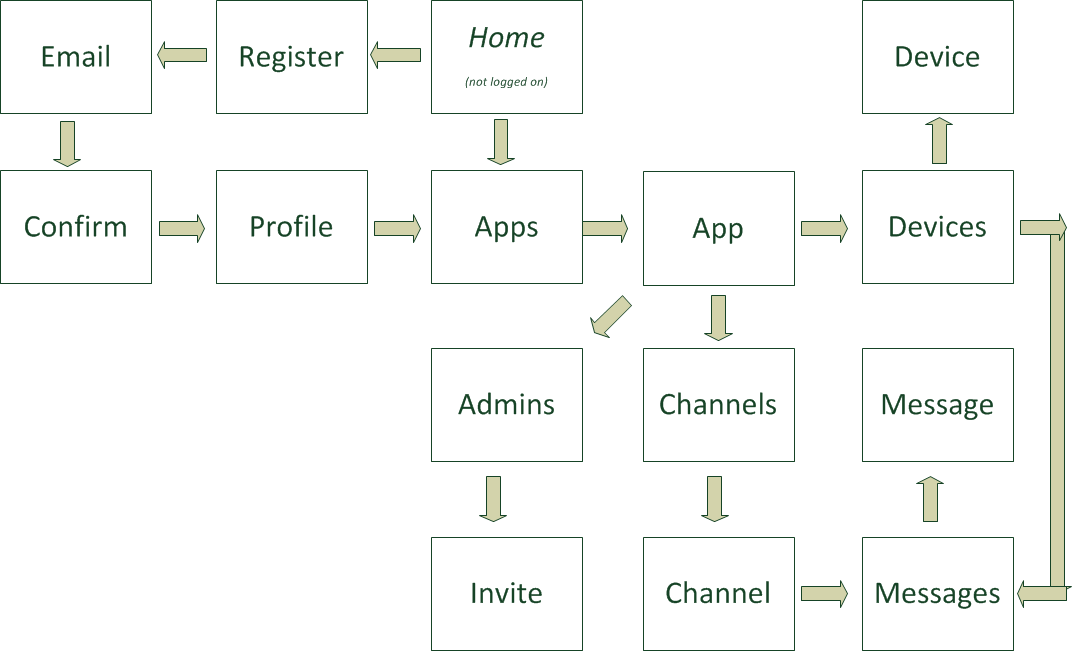 Email
Register
Home
(not logged on)
Device
Confirm
Profile
Apps
App
Devices
Admins
Channels
Message
Invite
Channel
Messages